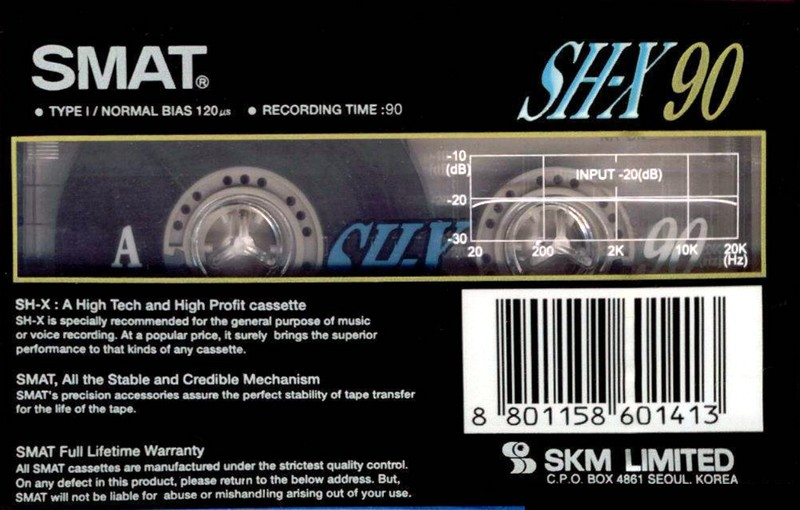 SMAT®
• TYPE I / NORMAL BIAS 120μs • RECORDING TIME :90
SH-X 90
-10
(dB)
INPUT -20(dB)
-20
-30
20 200 2K 10K 20K
(Hz)
A SH-X 90
SH-X : A High Tech and High Profit cassette
SH-X is specially recommended for the general purpose of music
or voice recording. At a popular price, it surely brings the superior
performance to that kinds of any cassette.
SMAT, All the Stable and Credible Mechanism
SMAT's precision accessories assure the perfect stability of tape transfer
for the life of the tape.
SMAT Full Lifetime Warranty
All SMAT cassettes are manufactured under the strictest quality control.
On any defect in this product, please return to the below address. But,
SMAT will not be liable for abuse or mishandling arising out of your use.
8 801158 601413
SKM LIMITED
C.P.O. BOX 4861 SEOUL. KOREA